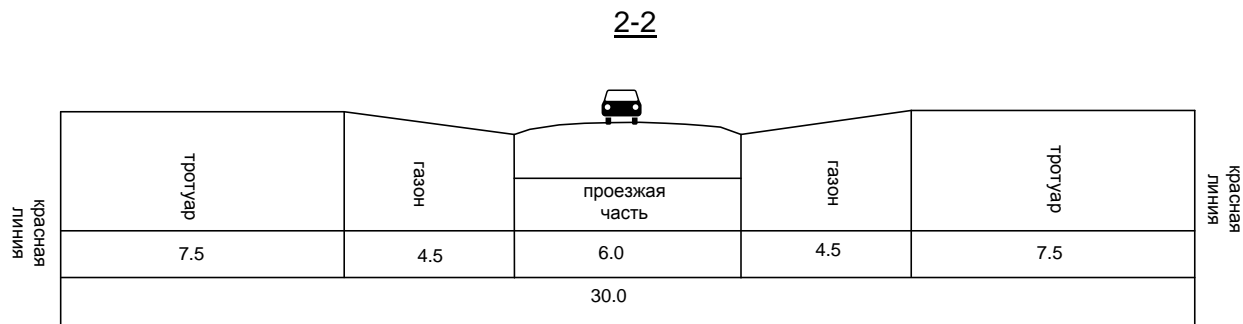 2-2
красная
линия
тротуар
газон
проезжая
часть
газон
тротуар
красная
линия
7.5
4.5
6.0
4.5
7.5
30.0